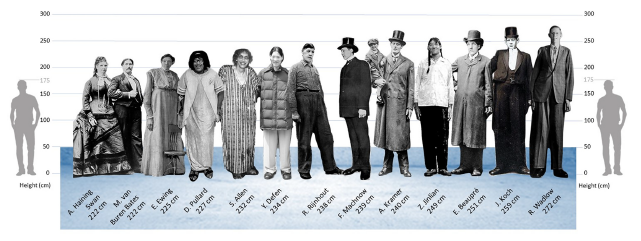 300
250
200
175
150
100
50
0
Height (cm)
300
250
200
175
150
100
50
0
Height (cm)
A. Haining
Swan
222 cm
M. van
Buren Bates
222 cm
E. Ewing
225 cm
D. Pullard
227 cm
S. Allen
232 cm
Y. Defen
234 cm
R. Rijnhout
238 cm
F. Machnow
239 cm
A. Kramer
240 cm
Z. Jinlian
249 cm
E. Beaupré
251 cm
J. Koch
259 cm
R. Wadlow
272 cm